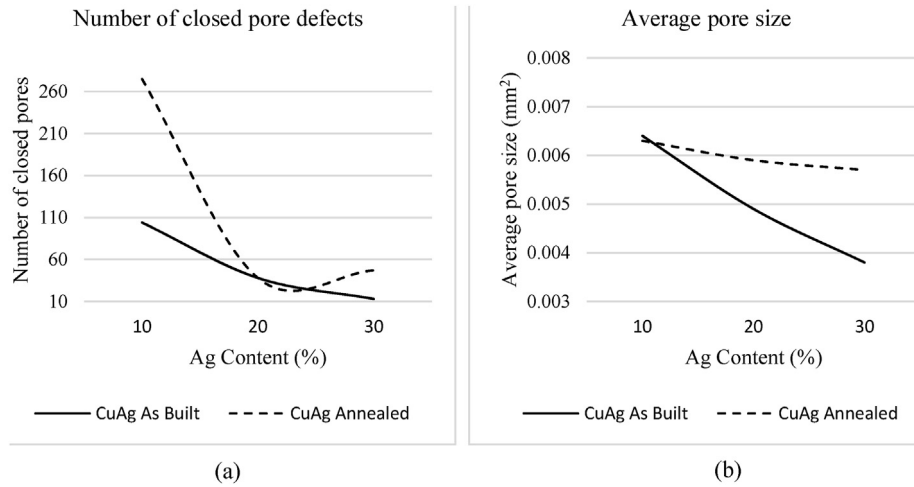 Number of closed pore defects
Number of closed pores
260
210
160
110
60
10
10 20 30
Ag Content (%)
CuAg As Built CuAg Annealed
(a)
Average pore size
Average pore size (mm²)
0.008
0.007
0.006
0.005
0.004
0.003
10 20 30
Ag Content (%)
CuAg As Built CuAg Annealed
(b)